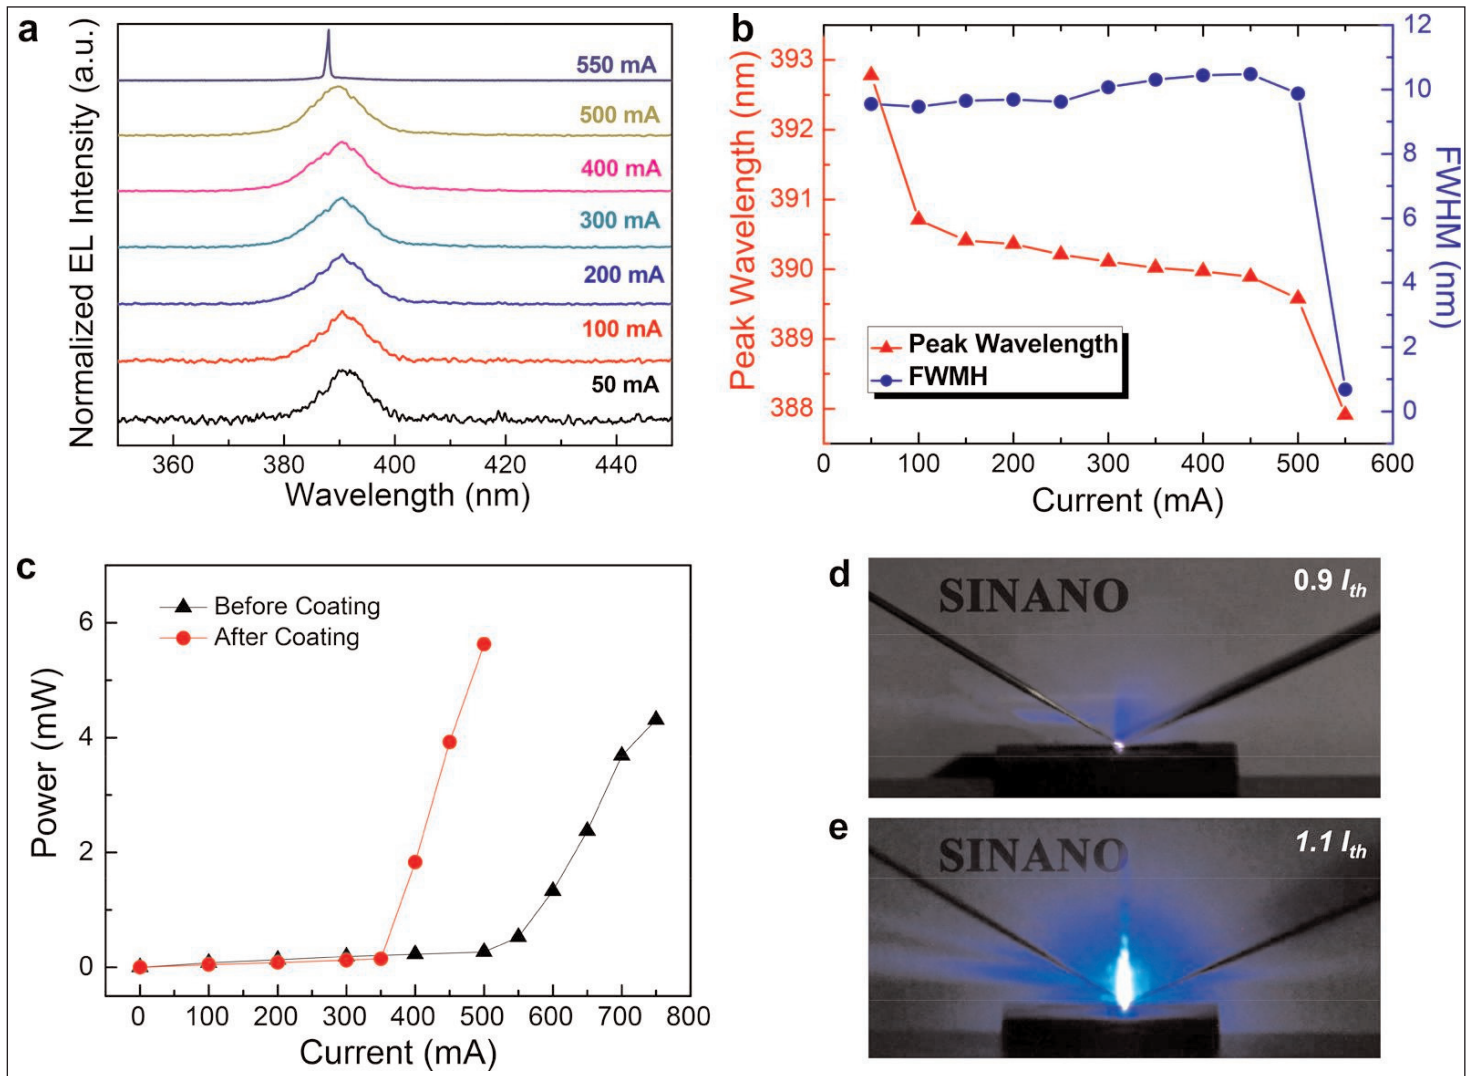 a
Normalized EL Intensity (a.u.)
550 mA
500 mA
400 mA
300 mA
200 mA
100 mA
50 mA
360 380 400 420 440
Wavelength (nm)
b
Peak Wavelength (nm)
393
392
391
390
389
388
Peak Wavelength
FWMH
12
10
8
6
4
2
0
FWHM (nm)
0 100 200 300 400 500 600
Current (mA)
c
Power (mW)
6
4
2
0
Before Coating
After Coating
0 100 200 300 400 500 600 700 800
Current (mA)
d
SINANO
0.9 Ith
e
SINANO
1.1 Ith